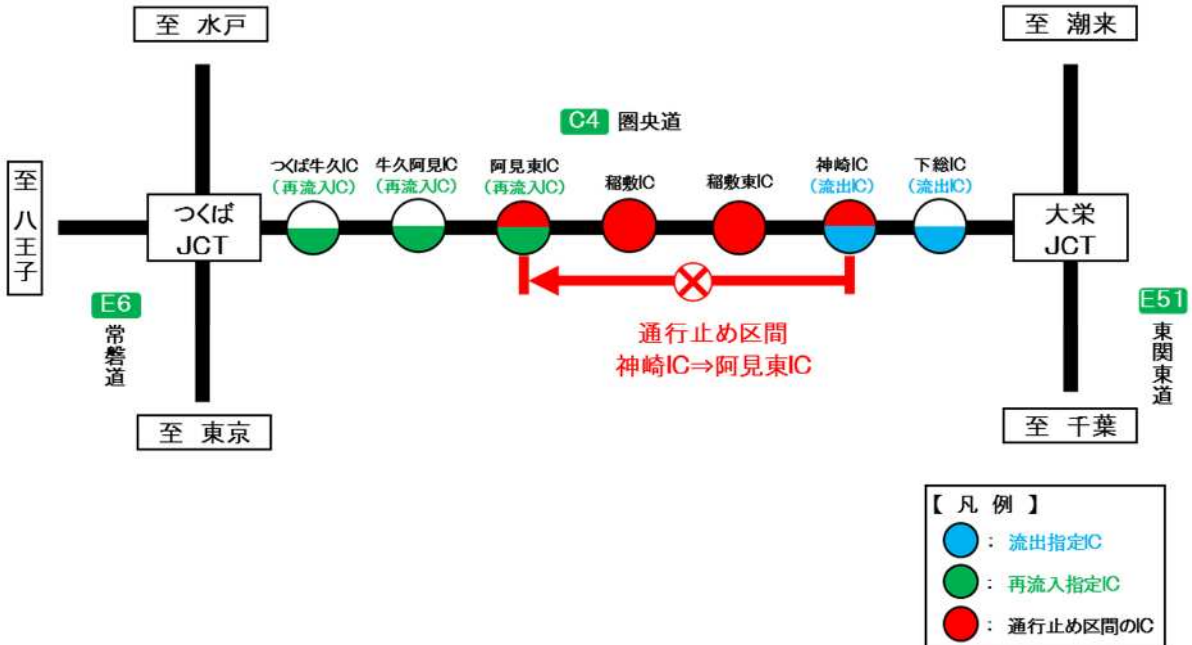 至 水戸
至 潮来
C4 圏央道
つくば牛久IC
(再流入IC)
牛久阿見IC
(再流入IC)
阿見東IC
(再流入IC)
稲敷IC
稲敷東IC
神崎IC
(流出IC)
下総IC
(流出IC)
至八王子
つくば
JCT
大栄
JCT
E6
常磐道
通行止め区間
神崎IC⇒阿見東IC
E51
東関東道
至 東京
至 千葉
【 凡 例 】
： 流出指定IC
： 再流入指定IC
： 通行止め区間のIC